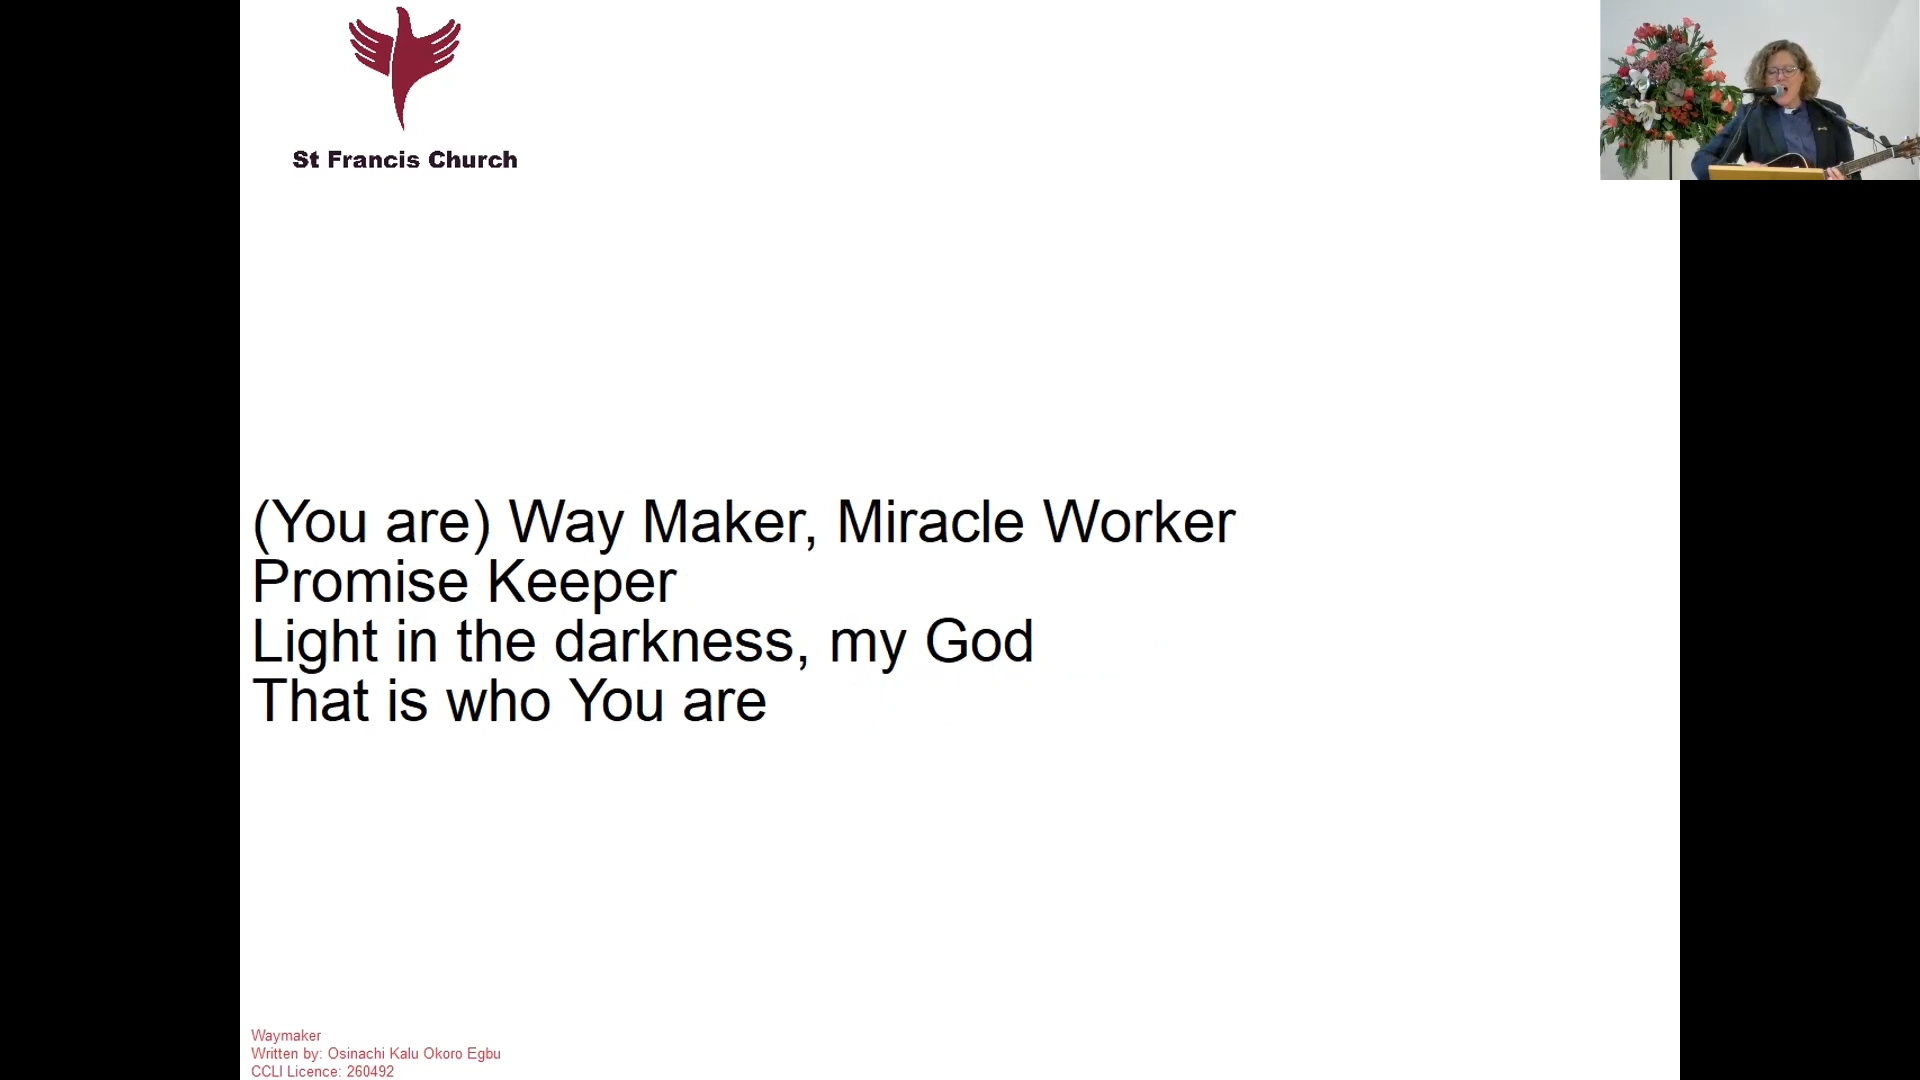 St Francis Church
(You are) Way Maker, Miracle Worker
Promise Keeper
Light in the darkness, my God
That is who You are
Waymaker
Written by: Osinachi Kalu Okoro Egbu
CCLI Licence: 260492